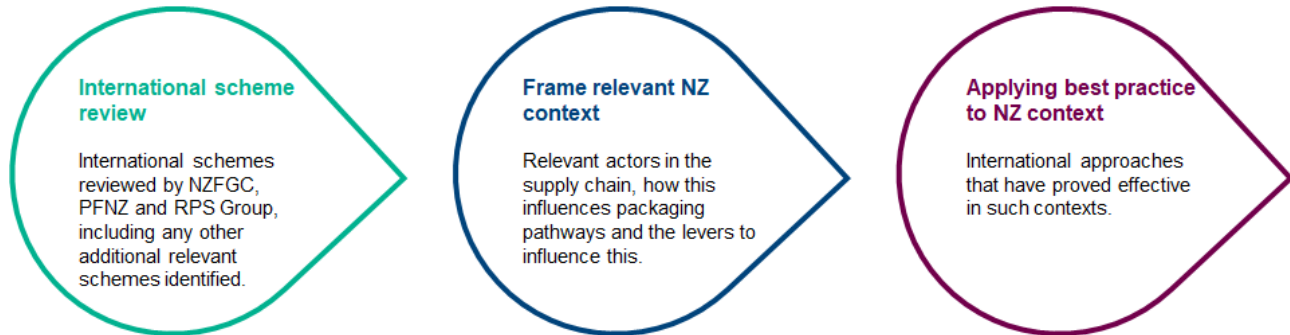 International scheme
review
International schemes
reviewed by NZFGC,
PFNZ and RPS Group,
including any other
additional relevant
schemes identified.
Frame relevant NZ
context
Relevant actors in the
supply chain, how this
influences packaging
pathways and the levers to
influence this.
Applying best practice
to NZ context
International approaches
that have proved effective
in such contexts.